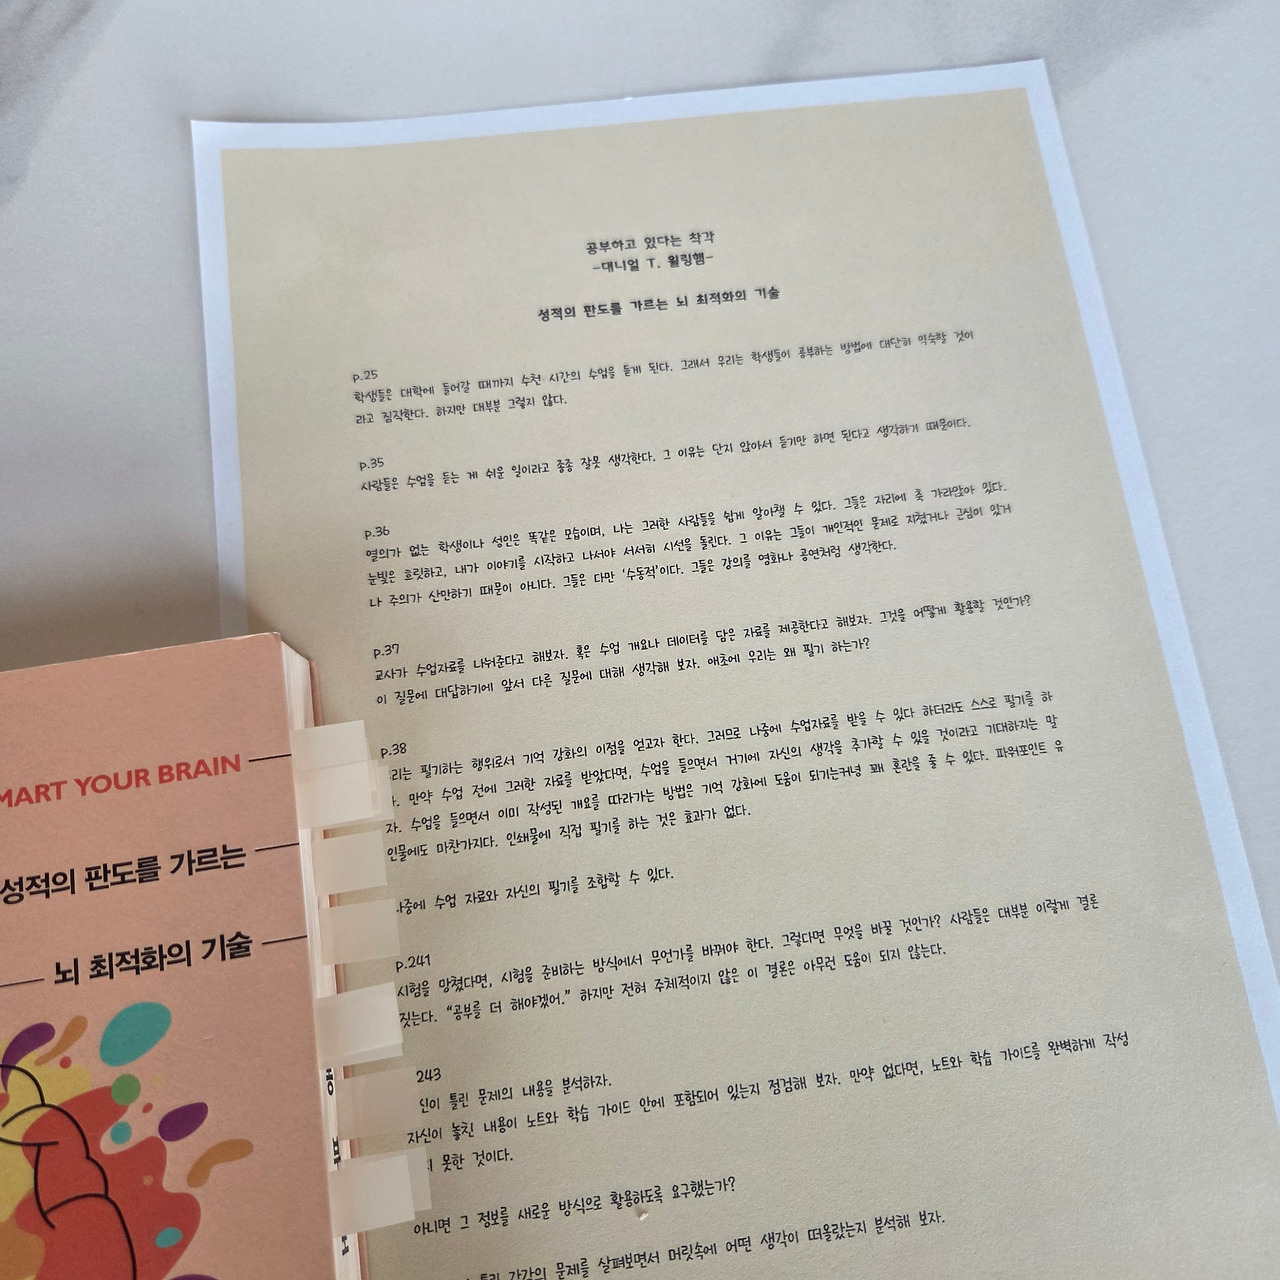 공부하고 있다는 착각
-대니얼 T. 윌링햄-
성적의 판도를 가르는 뇌 최적화의 기술
p.25
학생들은 대학에 들어갈 때까지 수천 시간의 수업을 듣게 된다. 그래서 우리는 학생들이 공부하는 방법에 대단히 익숙할 것이
라고 짐작한다. 하지만 대부분 그렇지 않다.
p.35
사람들은 수업을 듣는 게 쉬운 일이라고 종종 잘못 생각한다. 그 이유는 단지 앉아서 듣기만 하면 된다고 생각하기 때문이다.
p.36
열의가 없는 학생이나 성인은 똑같은 모습이며, 나는 그러한 사람들을 쉽게 알아챌 수 있다. 그들은 자리에 푹 가라앉아 있다.
눈빛은 흐릿하고, 내가 이야기를 시작하고 나서야 서서히 시선을 돌린다. 그 이유는 그들이 개인적인 문제로 지쳤거나 근심이 있거
나 주의가 산만하기 때문이 아니다. 그들은 다만 ‘수동적’이다. 그들은 강의를 영화나 공연처럼 생각한다.
p.37
교사가 수업자료를 나눠준다고 해보자. 혹은 수업 개요나 데이터를 담은 자료를 제공한다고 해보자. 그것을 어떻게 활용할 것인가?
이 질문에 대답하기에 앞서 다른 질문에 대해 생각해 보자. 애초에 우리는 왜 필기 하는가?
p.38
리는 필기하는 행위로서 기억 강화의 이점을 얻고자 한다. 그러므로 나중에 수업자료를 받을 수 있다 하더라도 스스로 필기를 하
. 만약 수업 전에 그러한 자료를 받았다면, 수업을 들으면서 거기에 자신의 생각을 추가할 수 있을 것이라고 기대하지는 말
자. 수업을 들으면서 이미 작성된 개요를 따라가는 방법은 기억 강화에 도움이 되기는커녕 꽤 혼란을 줄 수 있다. 파워포인트 유
인물에도 마찬가지다. 인쇄물에 직접 필기를 하는 것은 효과가 없다.
중에 수업 자료와 자신의 필기를 조합할 수 있다.
p.241
시험을 망쳤다면, 시험을 준비하는 방식에서 무언가를 바꿔야 한다. 그렇다면 무엇을 바꿀 것인가? 사람들은 대부분 이렇게 결론
짓는다. “공부를 더 해야겠어.” 하지만 전혀 주체적이지 않은 이 결론은 아무런 도움이 되지 않는다.
243
신이 틀린 문제의 내용을 분석하자.
자신이 놓친 내용이 노트와 학습 가이드 안에 포함되어 있는지 점검해 보자. 만약 없다면, 노트와 학습 가이드를 완벽하게 작성
못한 것이다.
아니면 그 정보를 새로운 방식으로 활용하도록 요구했는가?
틀린 각각의 문제를 살펴보면서 머릿속에 어떤 생각이 떠올랐는지 분석해 보자.
MART YOUR BRAIN
성적의 판도를 가르는
뇌 최적화의 기술